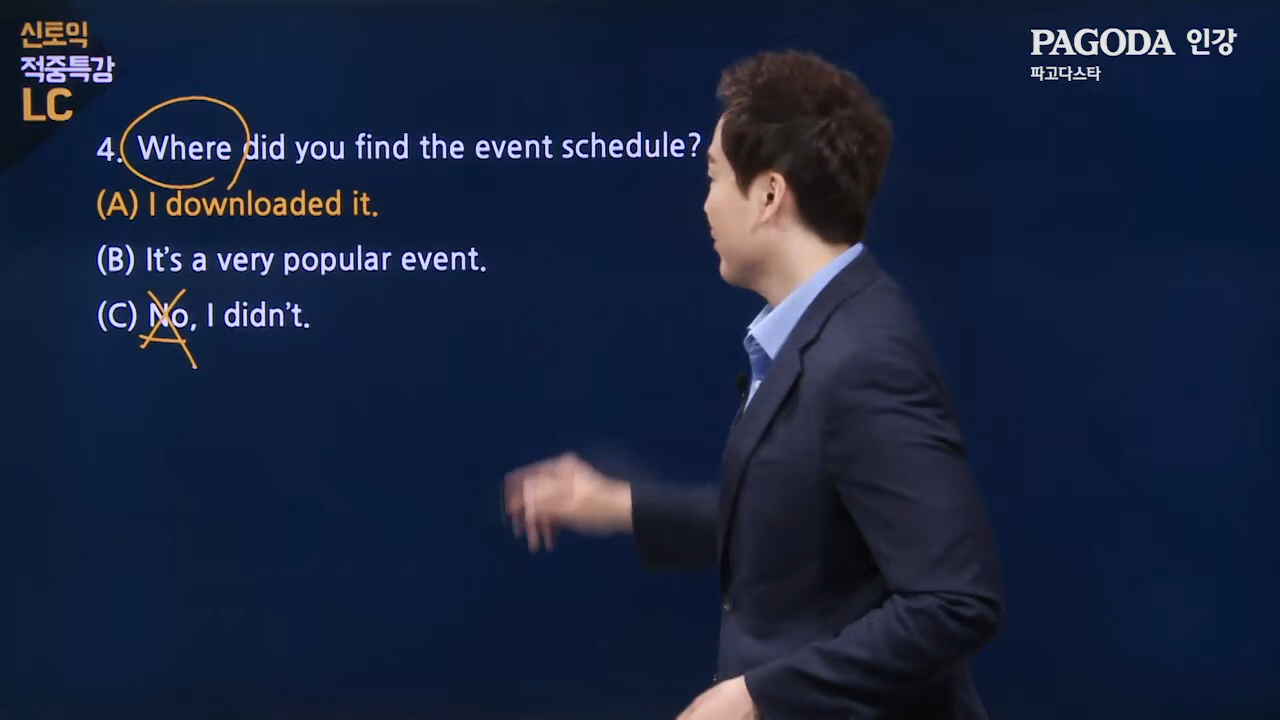 신토익
적중특강
LC
PAGODA 인강
파고다스타
4. Where did you find the event schedule?
(A) I downloaded it.
(B) It's a very popular event.
(C) No, I didn't.